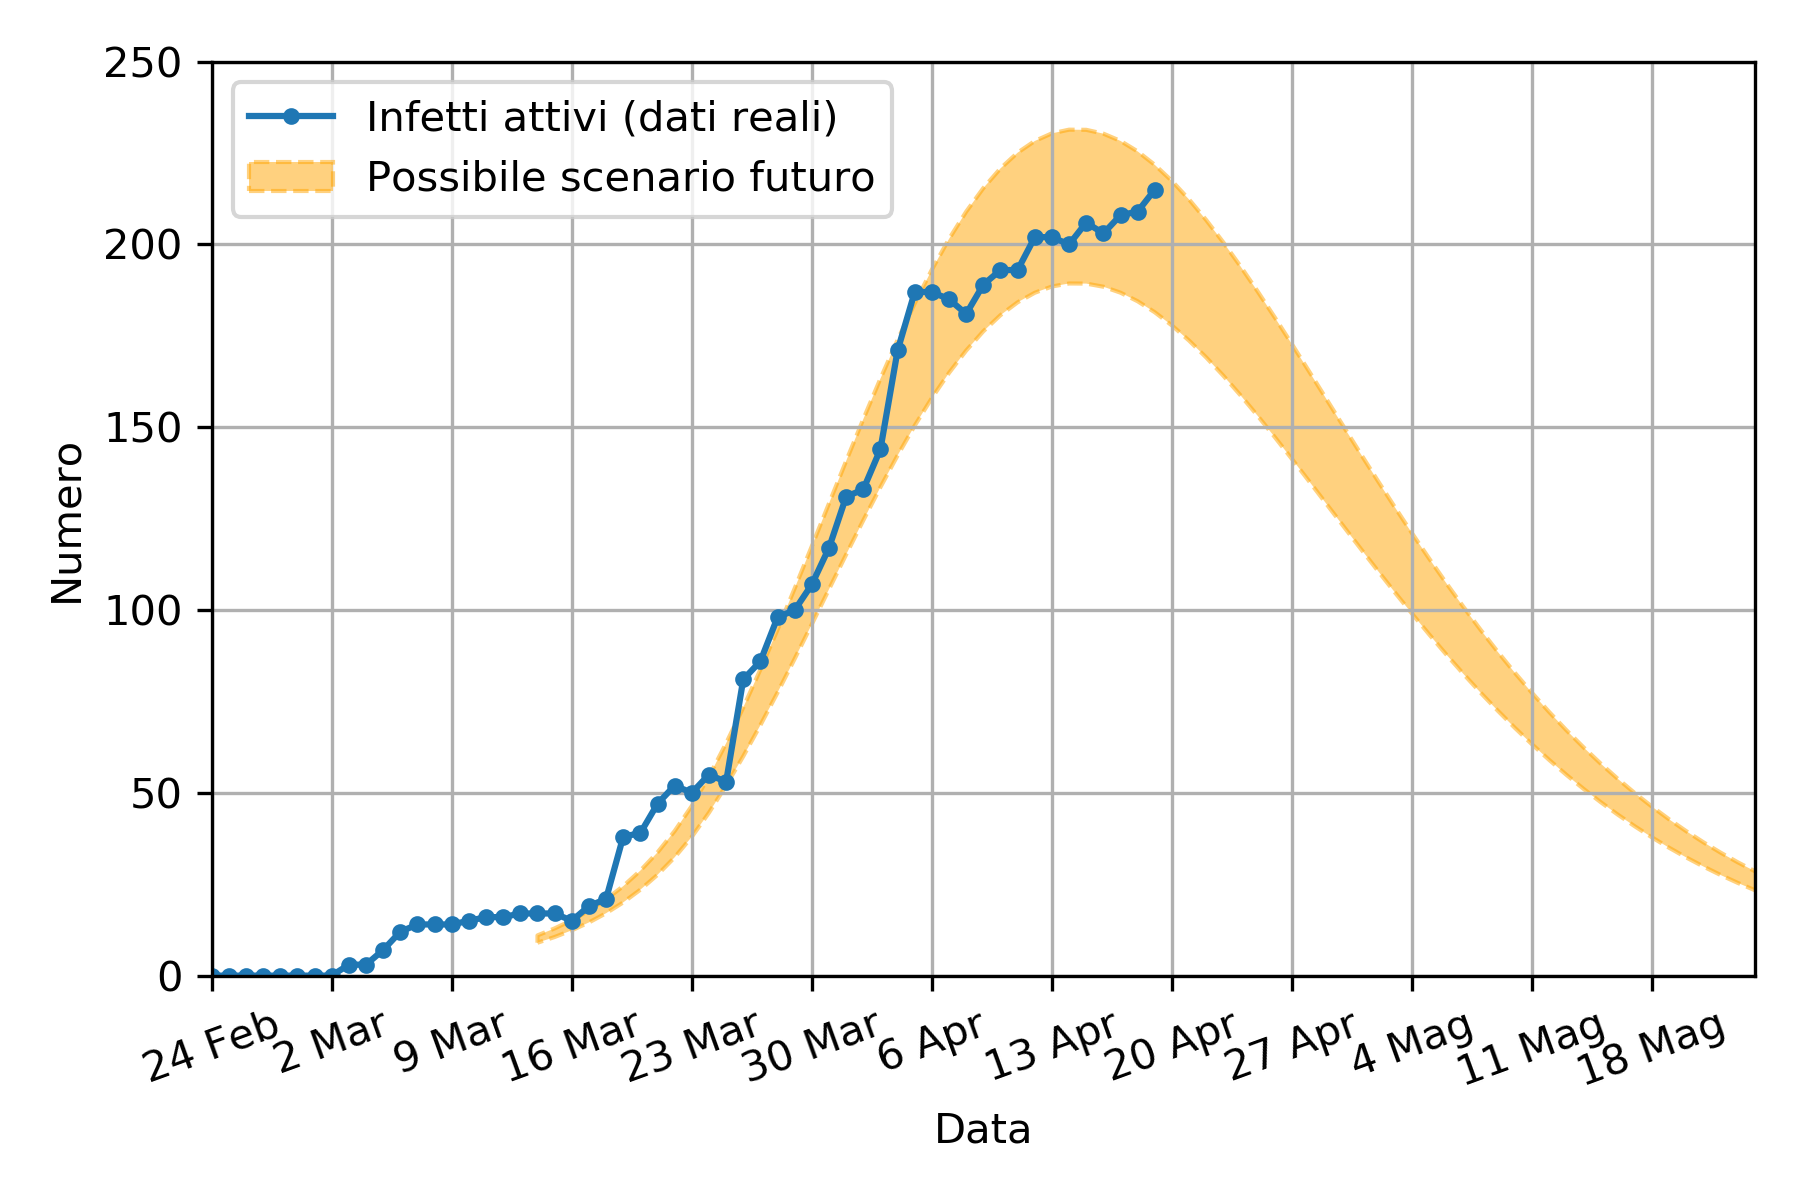 Infetti attivi (dati reali)
Possibile scenario futuro
250
200
150
100
50
0
Numero
24 Feb
2 Mar
9 Mar
16 Mar
23 Mar
30 Mar
6 Apr
13 Apr
20 Apr
27 Apr
4 Mag
11 Mag
18 Mag
Data